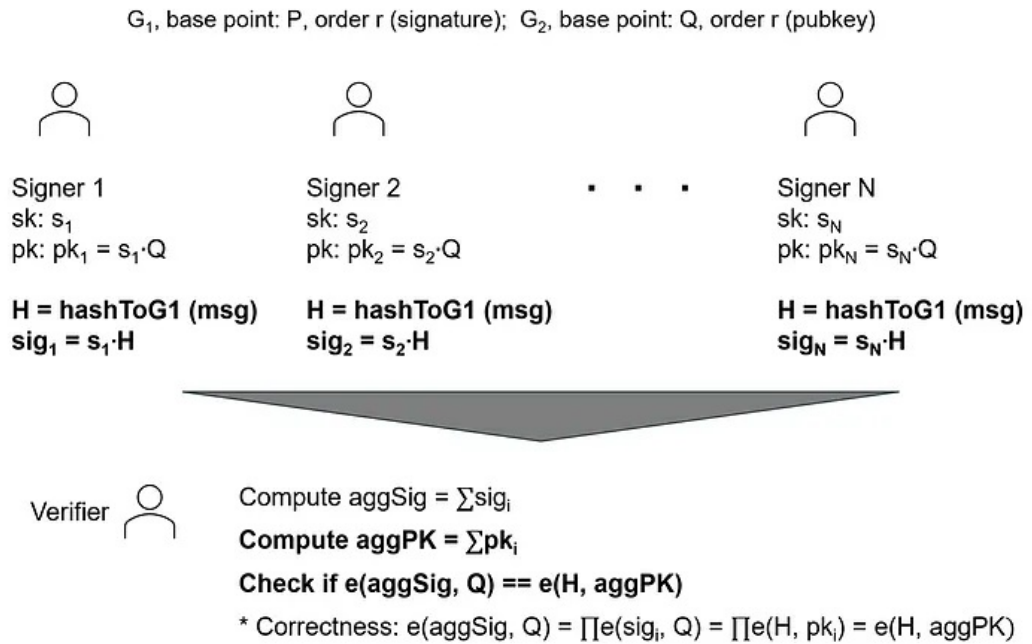 G₁, base point: P, order r (signature);  G₂, base point: Q, order r (pubkey)
Signer 1
sk: s₁
pk: pk₁ = s₁·Q
H = hashToG1 (msg)
sig₁ = s₁·H
Signer 2
sk: s₂
pk: pk₂ = s₂·Q
H = hashToG1 (msg)
sig₂ = s₂·H
. . .
Signer N
sk: s_N
pk: pk_N = s_N·Q
H = hashToG1 (msg)
sig_N = s_N·H
Verifier
Compute aggSig = ∑sigᵢ
Compute aggPK = ∑pkᵢ
Check if e(aggSig, Q) == e(H, aggPK)
* Correctness: e(aggSig, Q) = ∏e(sigᵢ, Q) = ∏e(H, pkᵢ) = e(H, aggPK)